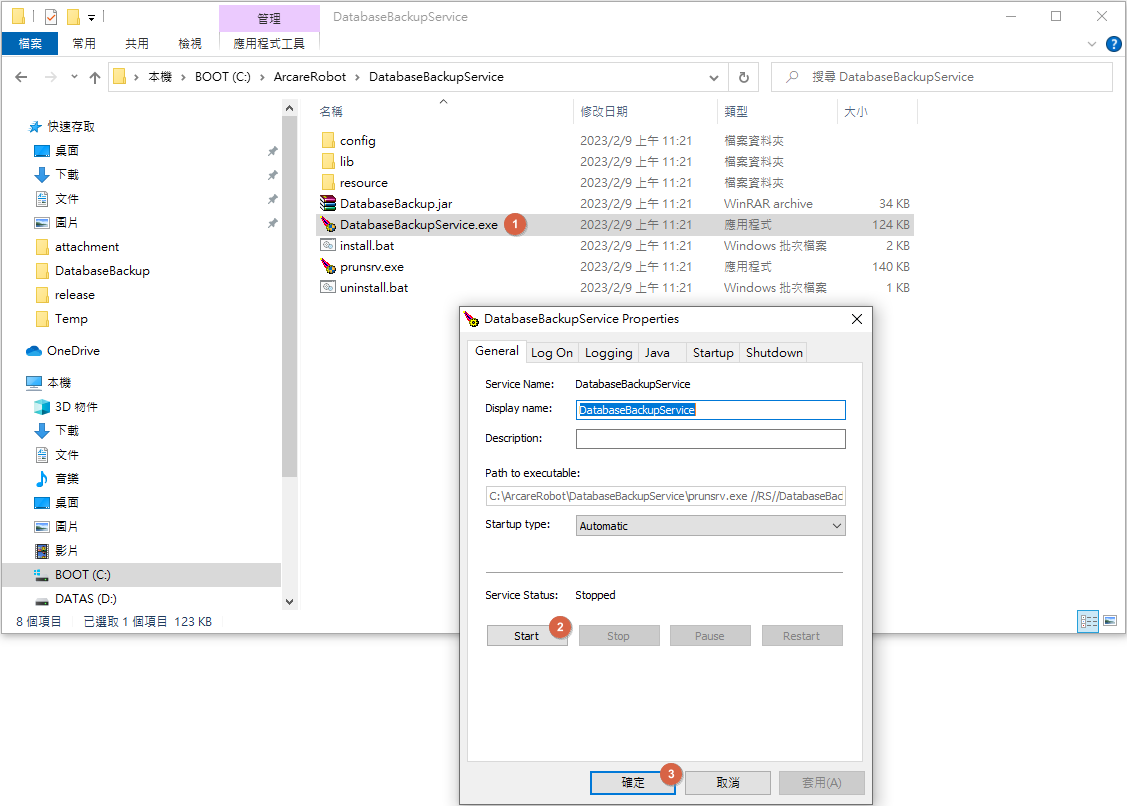 管理 DatabaseBackupService
檔案 常用 共用 檢視 應用程式工具
本機 BOOT (C:) ArcareRobot DatabaseBackupService 搜尋 DatabaseBackupService
名稱 修改日期 類型 大小
快速存取
桌面
下載
文件
圖片
attachment
DatabaseBackup
release
Temp
OneDrive
本機
3D 物件
下載
文件
音樂
桌面
圖片
影片
BOOT (C:)
DATAS (D:)
config 2023/2/9 上午 11:21 檔案資料夾
lib 2023/2/9 上午 11:21 檔案資料夾
resource 2023/2/9 上午 11:21 檔案資料夾
DatabaseBackup.jar 2023/2/9 上午 11:21 WinRAR archive 34 KB
DatabaseBackupService.exe 1 2023/2/9 上午 11:21 應用程式 124 KB
install.bat 2023/2/9 上午 11:21 Windows 批次檔案 2 KB
prunsrv.exe 2023/2/9 上午 11:21 應用程式 140 KB
uninstall.bat 2023/2/9 上午 11:21 Windows 批次檔案 1 KB
8 個項目 已選取 1 個項目 123 KB
DatabaseBackupService Properties
General Log On Logging Java Startup Shutdown
Service Name: DatabaseBackupService
Display name: DatabaseBackupService
Description:
Path to executable:
C:\ArcareRobot\DatabaseBackupService\prunsrv.exe //RS//DatabaseBac
Startup type: Automatic
Service Status: Stopped
Start 2 Stop Pause Restart
確定 3 取消 套用(A)